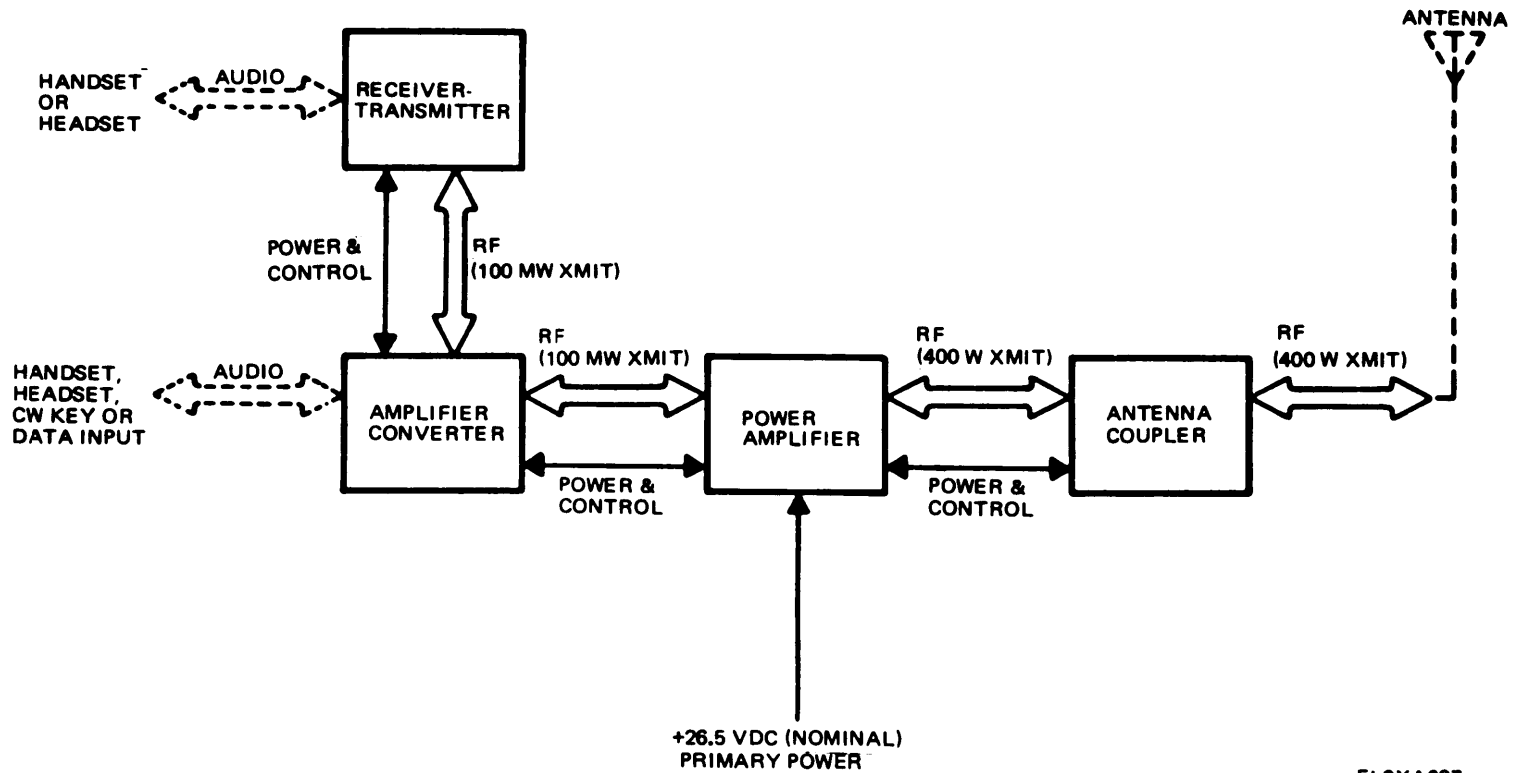 ANTENNA
HANDSET
OR
HEADSET
AUDIO
RECEIVER-
TRANSMITTER
POWER &
CONTROL
RF
(100 MW XMIT)
HANDSET,
HEADSET,
CW KEY OR
DATA INPUT
AUDIO
AMPLIFIER
CONVERTER
RF
(100 MW XMIT)
POWER &
CONTROL
POWER
AMPLIFIER
RF
(400 W XMIT)
POWER &
CONTROL
ANTENNA
COUPLER
RF
(400 W XMIT)
+26.5 VDC (NOMINAL)
PRIMARY POWER